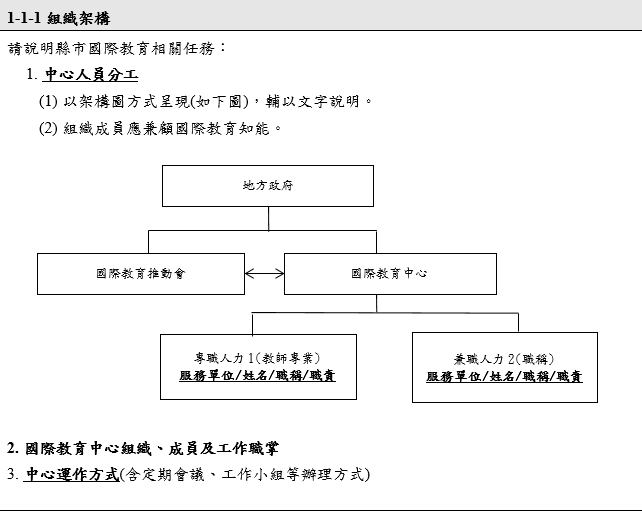 1-1-1 組織架構
請說明縣市國際教育相關任務：
1. 中心人員分工
(1) 以架構圖方式呈現(如下圖)，輔以文字說明。
(2) 組織成員應兼顧國際教育知能。
地方政府
國際教育推動會
國際教育中心
專職人力 1(教師專業)
服務單位/姓名/職稱/職責
兼職人力 2(職稱)
服務單位/姓名/職稱/職責
2. 國際教育中心組織、成員及工作職掌
3. 中心運作方式(含定期會議、工作小組等辦理方式)